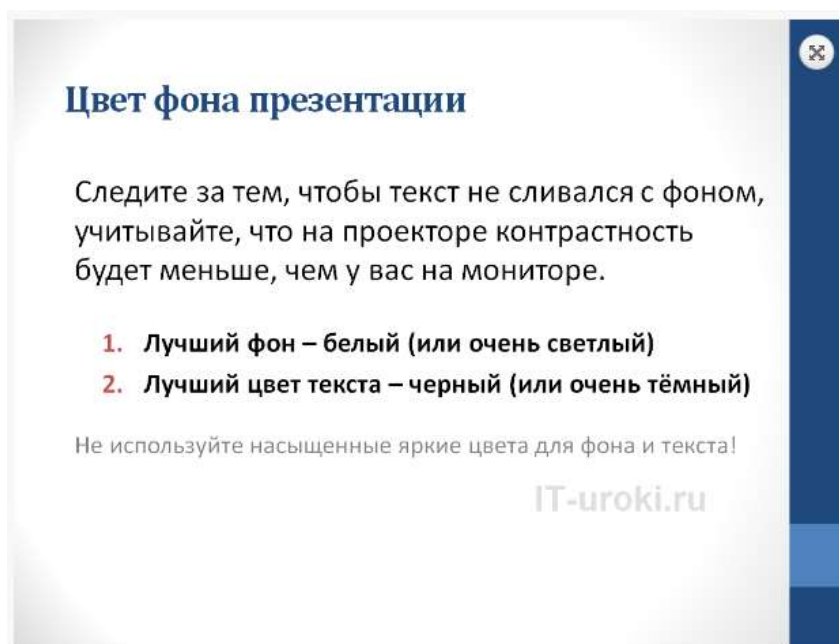 Цвет фона презентации
Следите за тем, чтобы текст не сливался с фоном,
учитывайте, что на проекторе контрастность
будет меньше, чем у вас на мониторе.
1. Лучший фон – белый (или очень светлый)
2. Лучший цвет текста – черный (или очень тёмный)
Не используйте насыщенные яркие цвета для фона и текста!
IT-uroki.ru